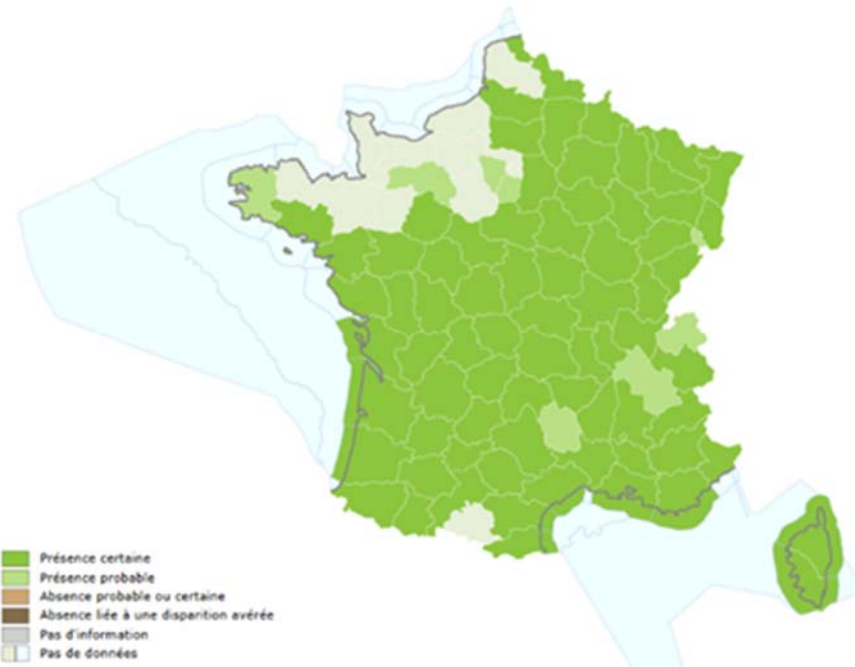 Présence certaine
Présence probable
Absence probable ou certaine
Absence liée à une disparition avérée
Pas d'information
Pas de données